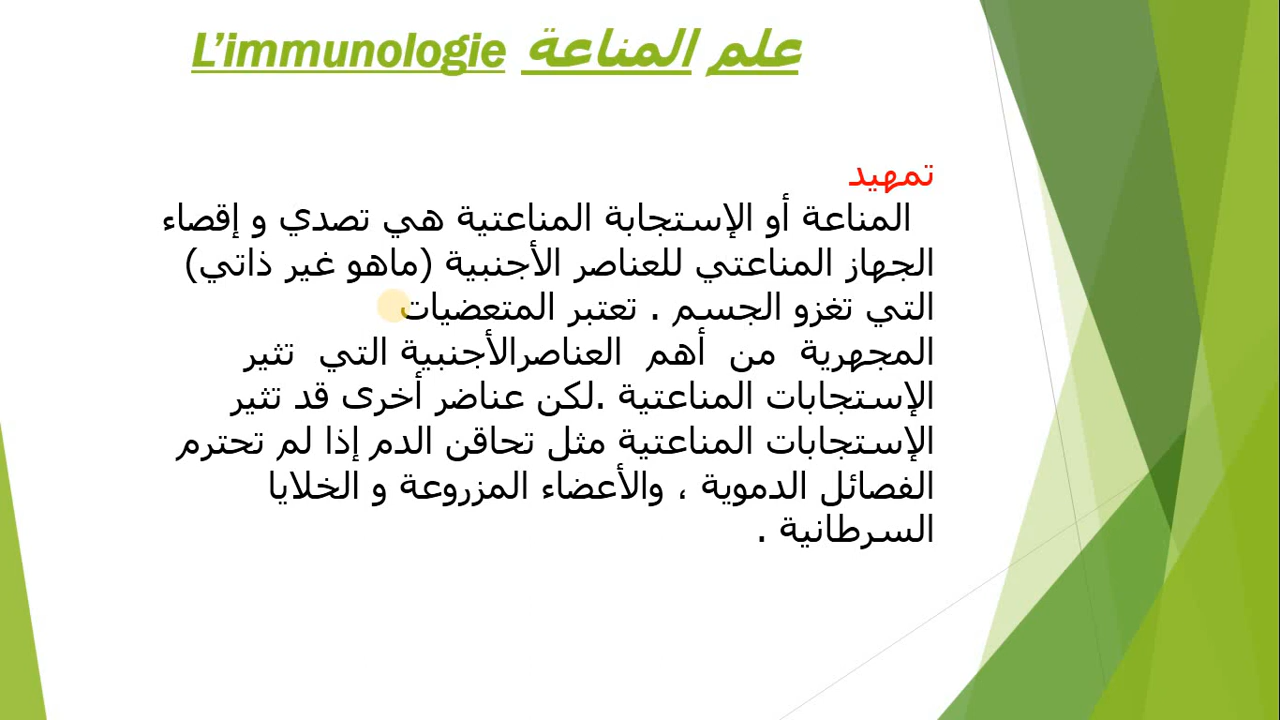 علم المناعة L’immunologie
تمهيد
المناعة أو الإستجابة المناعتية هي تصدي و إقصاء
الجهاز المناعتي للعناصر الأجنبية (ماهو غير ذاتي)
التي تغزو الجسم . تعتبر المتعضيات
المجهرية من أهم العناصرالأجنبية التي تثير
الإستجابات المناعتية .لكن عناضر أخرى قد تثير
الإستجابات المناعتية مثل تحاقن الدم إذا لم تحترم
الفصائل الدموية ، والأعضاء المزروعة و الخلايا
السرطانية .